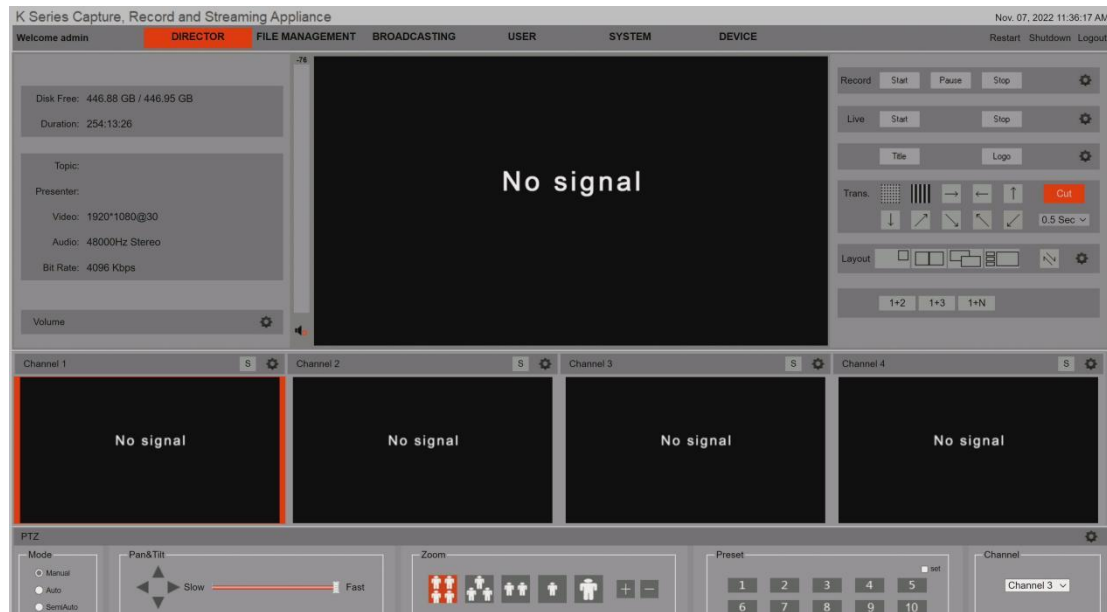 K Series Capture, Record and Streaming Appliance
Nov. 07, 2022 11:36:17 AM
Welcome admin DIRECTOR FILE MANAGEMENT BROADCASTING USER SYSTEM DEVICE Restart Shutdown Logout
Disk Free: 446.88 GB / 446.95 GB
Duration: 254:13:26
Topic:
Presenter:
Video: 1920*1080@30
Audio: 48000Hz Stereo
Bit Rate: 4096 Kbps
Volume
-76
No signal
Record Start Pause Stop
Live Start Stop
Title Logo
Trans. Cut
0.5 Sec
Layout
1+2 1+3 1+N
Channel 1 S Channel 2 S Channel 3 S Channel 4 S
No signal No signal No signal No signal
PTZ
Mode Pan&Tilt Zoom Preset Channel
Manual
Auto
SemiAuto
Slow Fast
set
1 2 3 4 5
6 7 8 9 10
Channel 3